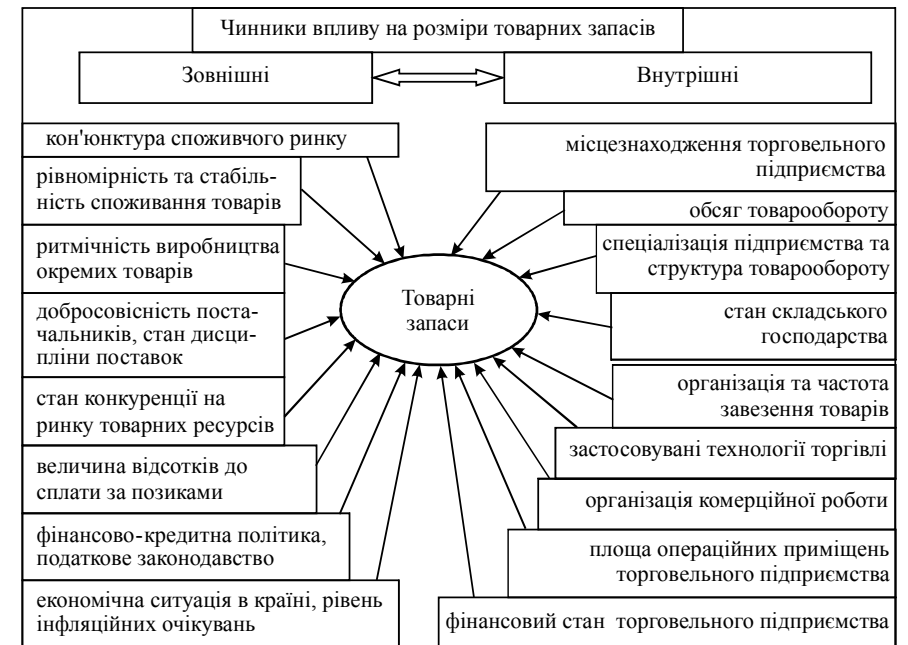 Чинники впливу на розміри товарних запасів
Зовнішні
Внутрішні
кон'юнктура споживчого ринку
рівномірність та стабіль-
ність споживання товарів
ритмічність виробництва
окремих товарів
добросовісність поста-
чальників, стан дисци-
пліни поставок
стан конкуренції на
ринку товарних ресурсів
величина відсотків до
сплати за позиками
фінансово-кредитна політика,
податкове законодавство
економічна ситуація в країні, рівень
інфляційних очікувань
Товарні
запаси
місцезнаходження торговельного
підприємства
обсяг товарообороту
спеціалізація підприємства та
структура товарообороту
стан складського
господарства
організація та частота
завезення товарів
застосовувані технології торгівлі
організація комерційної роботи
площа операційних приміщень
торговельного підприємства
фінансовий стан торговельного підприємства